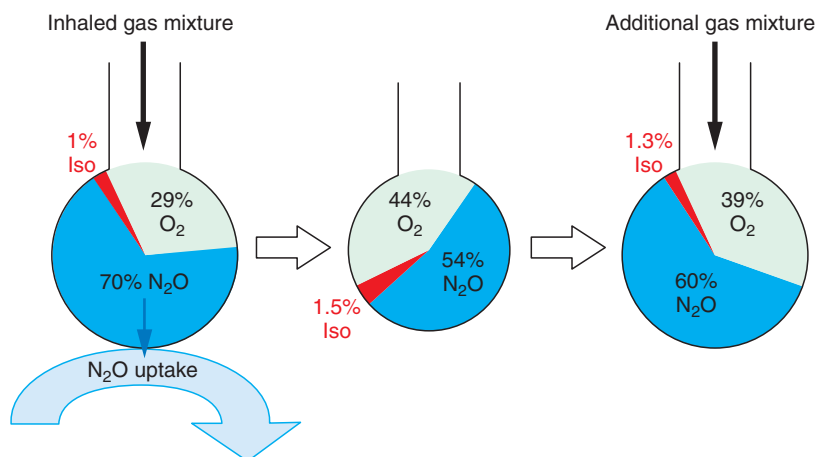 Inhaled gas mixture
1%
Iso
29%
O₂
70% N₂O
N₂O uptake
44%
O₂
54%
N₂O
1.5%
Iso
Additional gas mixture
1.3%
Iso
39%
O₂
60%
N₂O